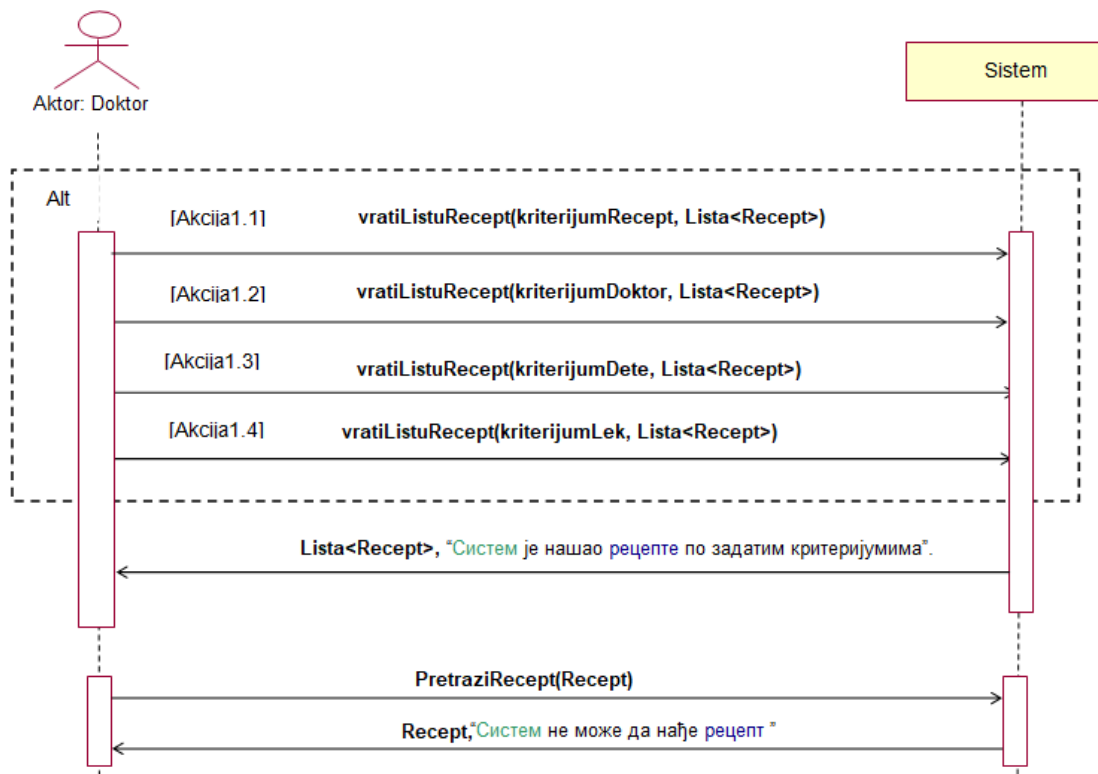 Aktor: Doktor
Sistem
Alt
[Akcija1.1] vratiListuRecept(kriterijumRecept, Lista<Recept>)
[Akcija1.2] vratiListuRecept(kriterijumDoktor, Lista<Recept>)
[Akcija1.3] vratiListuRecept(kriterijumDete, Lista<Recept>)
[Akcija1.4] vratiListuRecept(kriterijumLek, Lista<Recept>)
Lista<Recept>, “Систем је нашао рецепте по задатим критеријумима”.
PretraziRecept(Recept)
Recept,“Систем не може да нађе рецепт ”